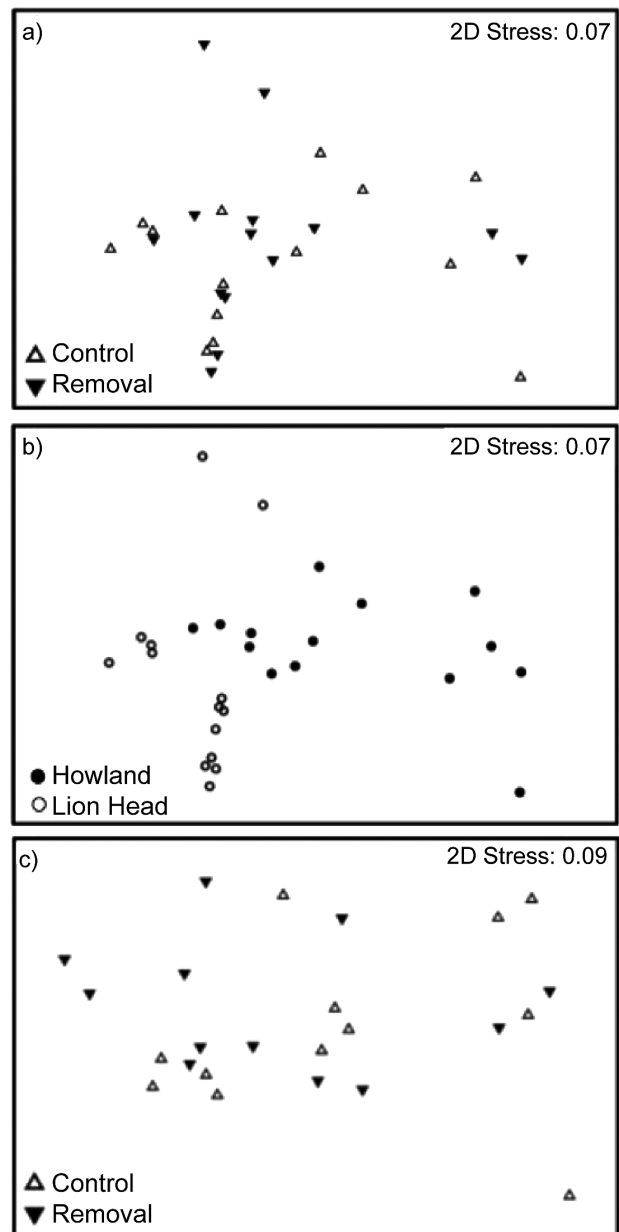 a)
2D Stress: 0.07
Control
Removal
b)
2D Stress: 0.07
Howland
Lion Head
c)
2D Stress: 0.09
Control
Removal